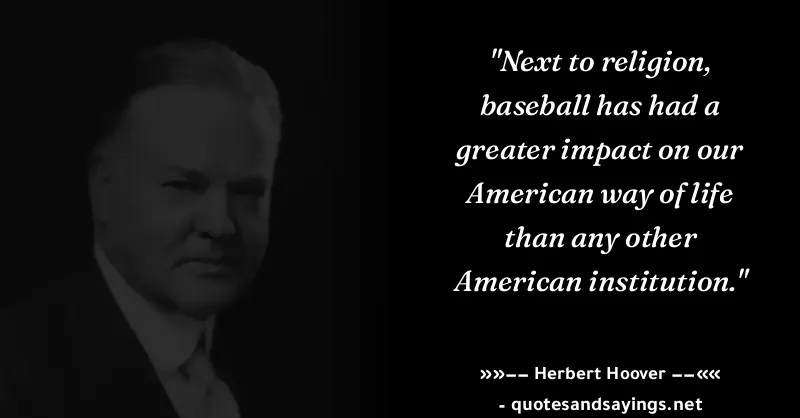 "Next to religion,
baseball has had a
greater impact on our
American way of life
than any other
American institution."
»»–– Herbert Hoover ––««
- quotesandsayings.net